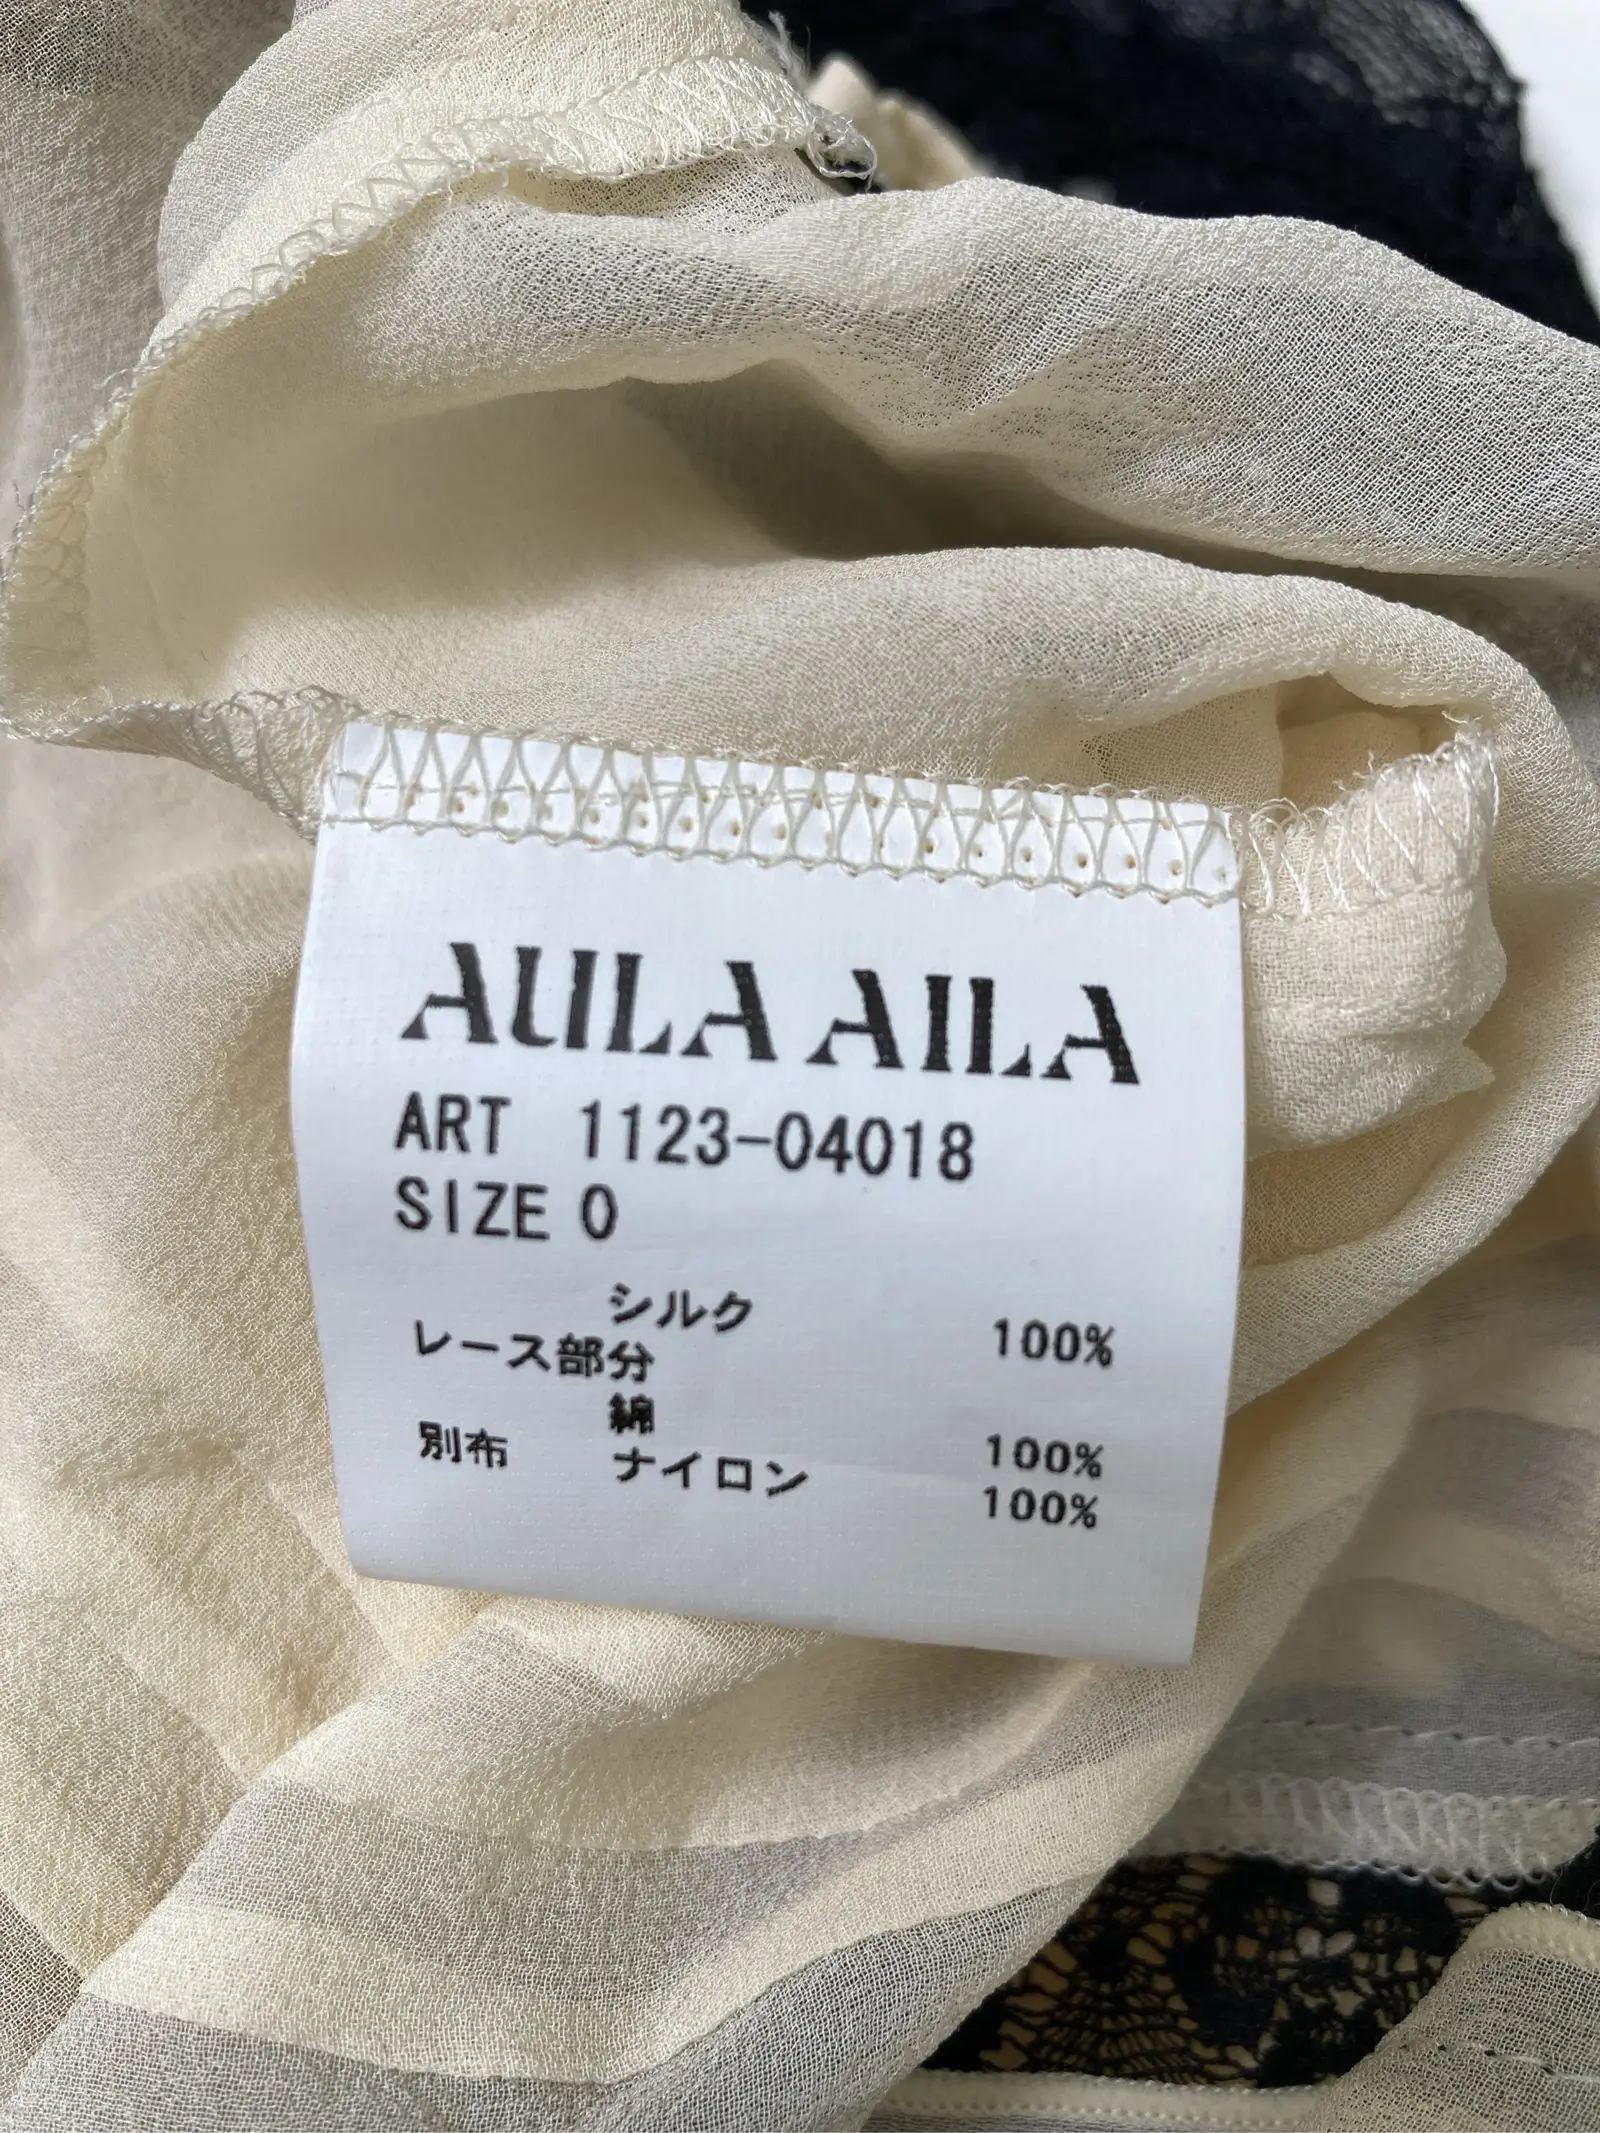 AULA AILA
ART 1123-04018
SIZE 0
シルク 100%
レース部分
綿 100%
別布 ナイロン 100%